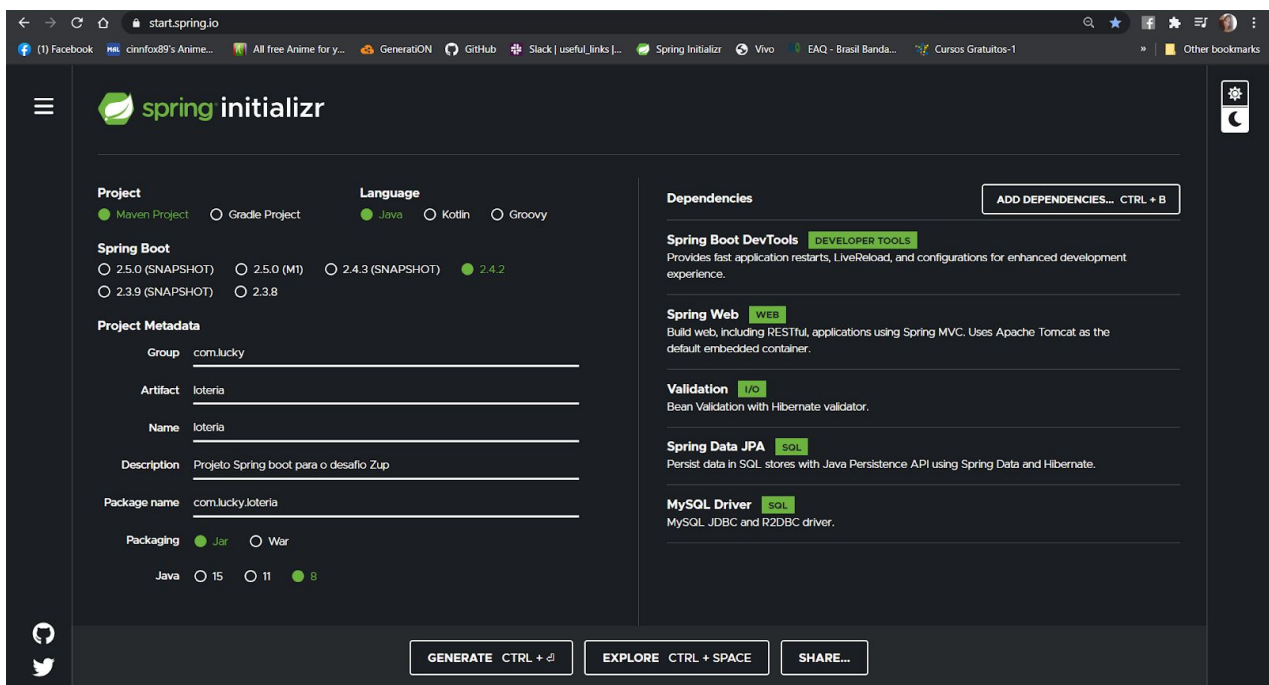 start.spring.io
(1) Facebook MAL cinnfox89's Anime... All free Anime for y... GeneratiON GitHub Slack | useful_links |... Spring Initializr Vivo EAQ - Brasil Banda... Cursos Gratuitos-1 » Other bookmarks
spring initializr
Project
Maven Project Gradle Project
Language
Java Kotlin Groovy
Spring Boot
2.5.0 (SNAPSHOT) 2.5.0 (M1) 2.4.3 (SNAPSHOT) 2.4.2
2.3.9 (SNAPSHOT) 2.3.8
Project Metadata
Group com.lucky
Artifact loteria
Name loteria
Description Projeto Spring boot para o desafio Zup
Package name com.lucky.loteria
Packaging Jar War
Java 15 11 8
Dependencies ADD DEPENDENCIES... CTRL + B
Spring Boot DevTools DEVELOPER TOOLS
Provides fast application restarts, LiveReload, and configurations for enhanced development
experience.
Spring Web WEB
Build web, including RESTful, applications using Spring MVC. Uses Apache Tomcat as the
default embedded container.
Validation I/O
Bean Validation with Hibernate validator.
Spring Data JPA SQL
Persist data in SQL stores with Java Persistence API using Spring Data and Hibernate.
MySQL Driver SQL
MySQL JDBC and R2DBC driver.
GENERATE CTRL + ⏎ EXPLORE CTRL + SPACE SHARE...